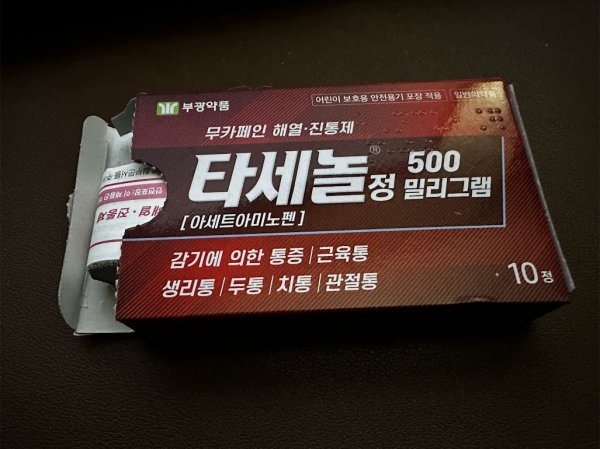 부광약품
어린이 보호용 안전용기 포장 적용
일반의약품
무카페인 해열·진통제
타세놀®정 500 밀리그램
[아세트아미노펜]
감기에 의한 통증 | 근육통
생리통 | 두통 | 치통 | 관절통
10정